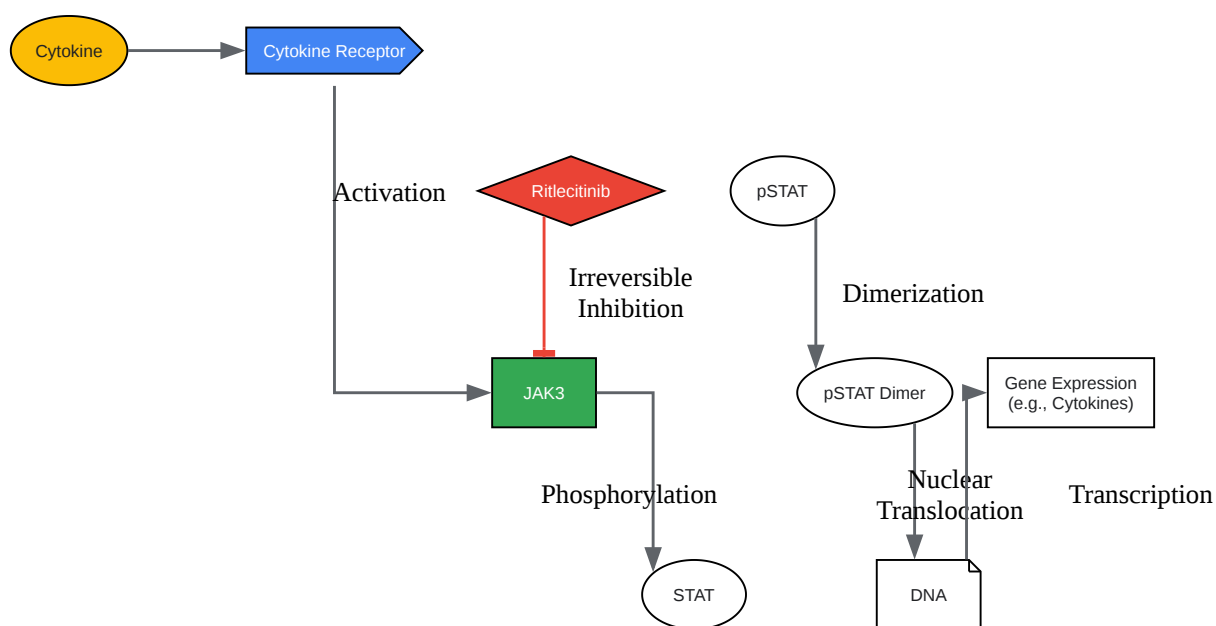 Cytokine
Cytokine Receptor
Activation
Ritlecitinib
pSTAT
Irreversible
Inhibition
Dimerization
JAK3
pSTAT Dimer
Gene Expression
(e.g., Cytokines)
Phosphorylation
Nuclear
Translocation
Transcription
STAT
DNA